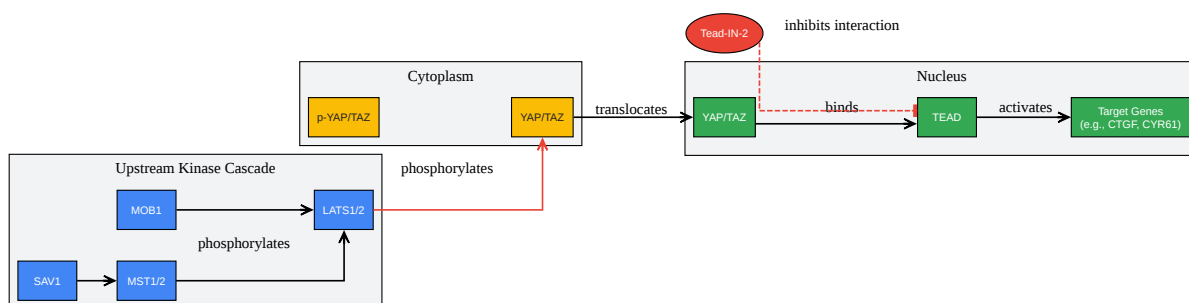 Tead-IN-2
inhibits interaction
Cytoplasm
Nucleus
p-YAP/TAZ
YAP/TAZ
translocates
YAP/TAZ
binds
TEAD
activates
Target Genes
(e.g., CTGF, CYR61)
Upstream Kinase Cascade
phosphorylates
MOB1
LATS1/2
phosphorylates
SAV1
MST1/2